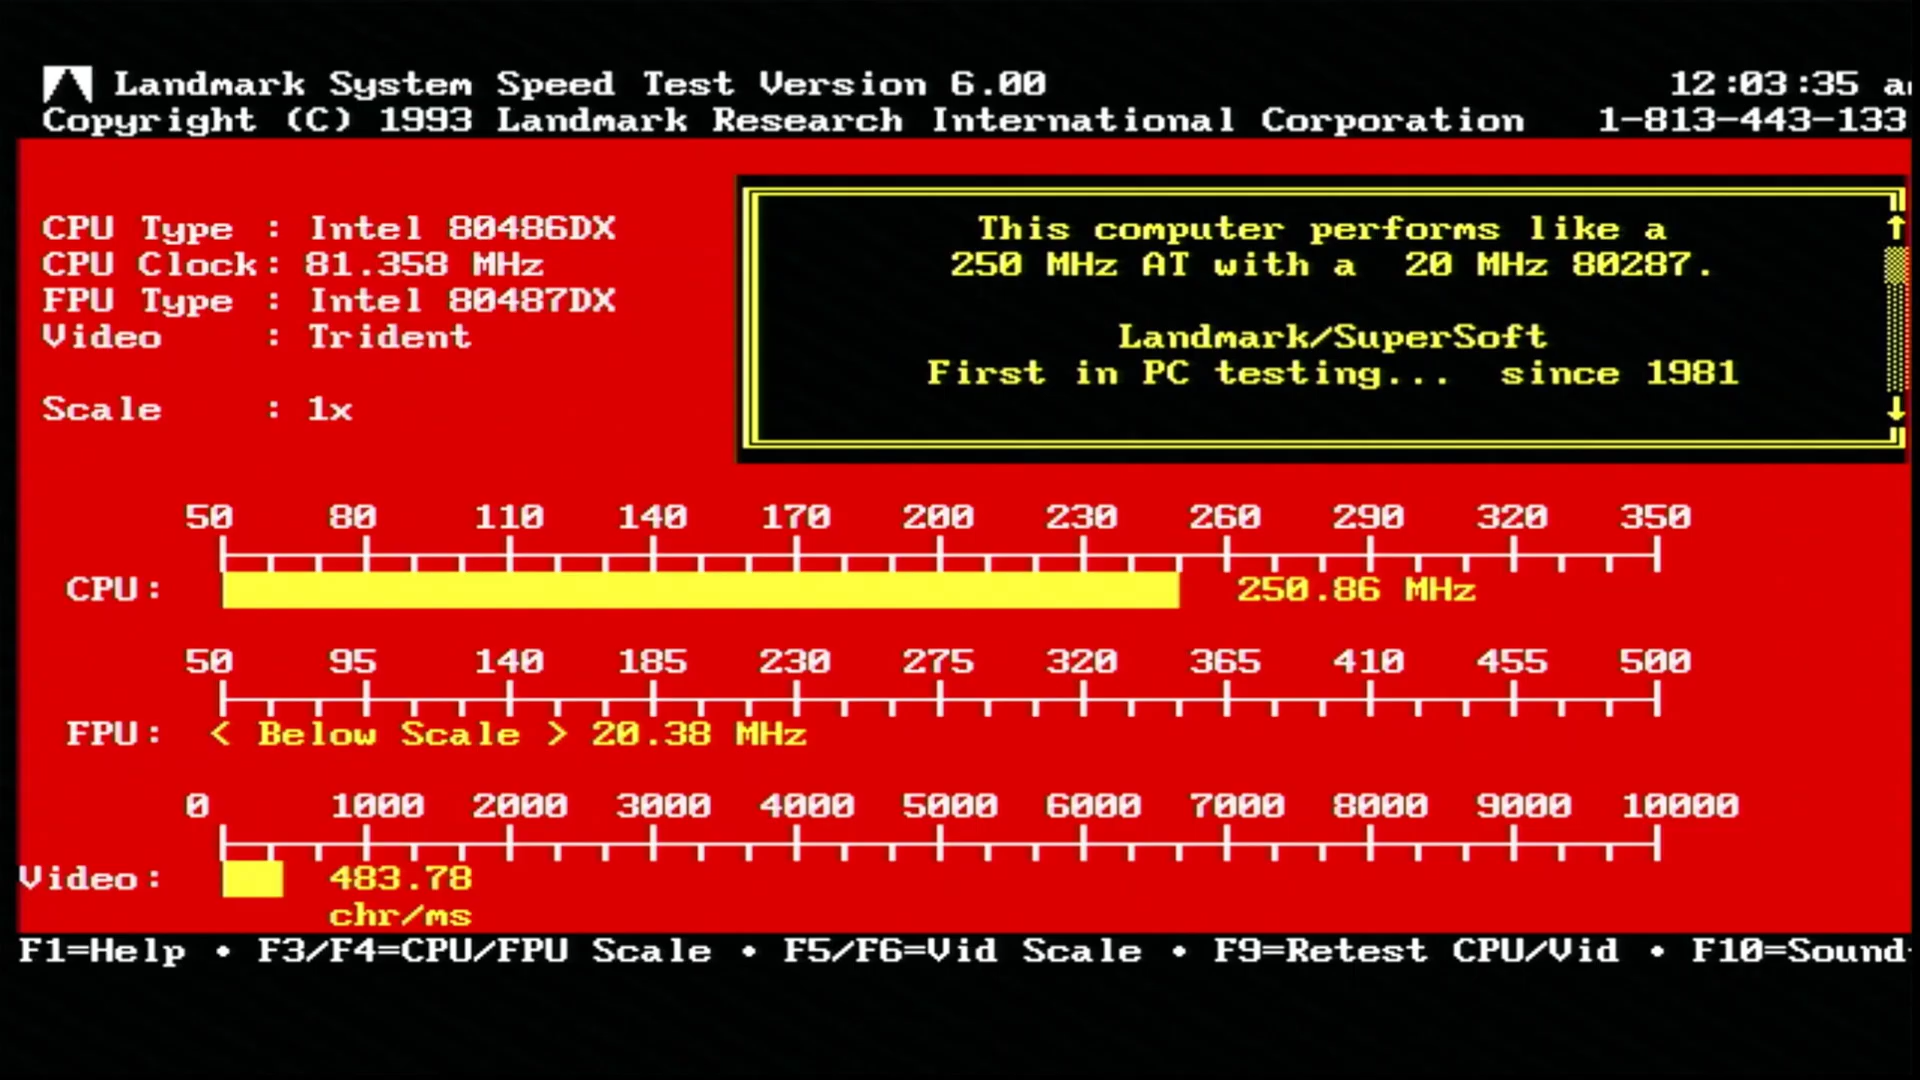 Landmark System Speed Test Version 6.00 12:03:35
Copyright (C) 1993 Landmark Research International Corporation 1-813-443-133
CPU Type : Intel 80486DX
CPU Clock: 81.358 MHz
FPU Type : Intel 80487DX
Video : Trident
Scale : 1x
This computer performs like a
250 MHz AT with a 20 MHz 80287.
Landmark/SuperSoft
First in PC testing... since 1981
50 80 110 140 170 200 230 260 290 320 350
CPU: 250.86 MHz
50 95 140 185 230 275 320 365 410 455 500
FPU: < Below Scale > 20.38 MHz
0 1000 2000 3000 4000 5000 6000 7000 8000 9000 10000
Video: 483.78
chr/ms
F1=Help • F3/F4=CPU/FPU Scale • F5/F6=Vid Scale • F9=Retest CPU/Vid • F10=Sound